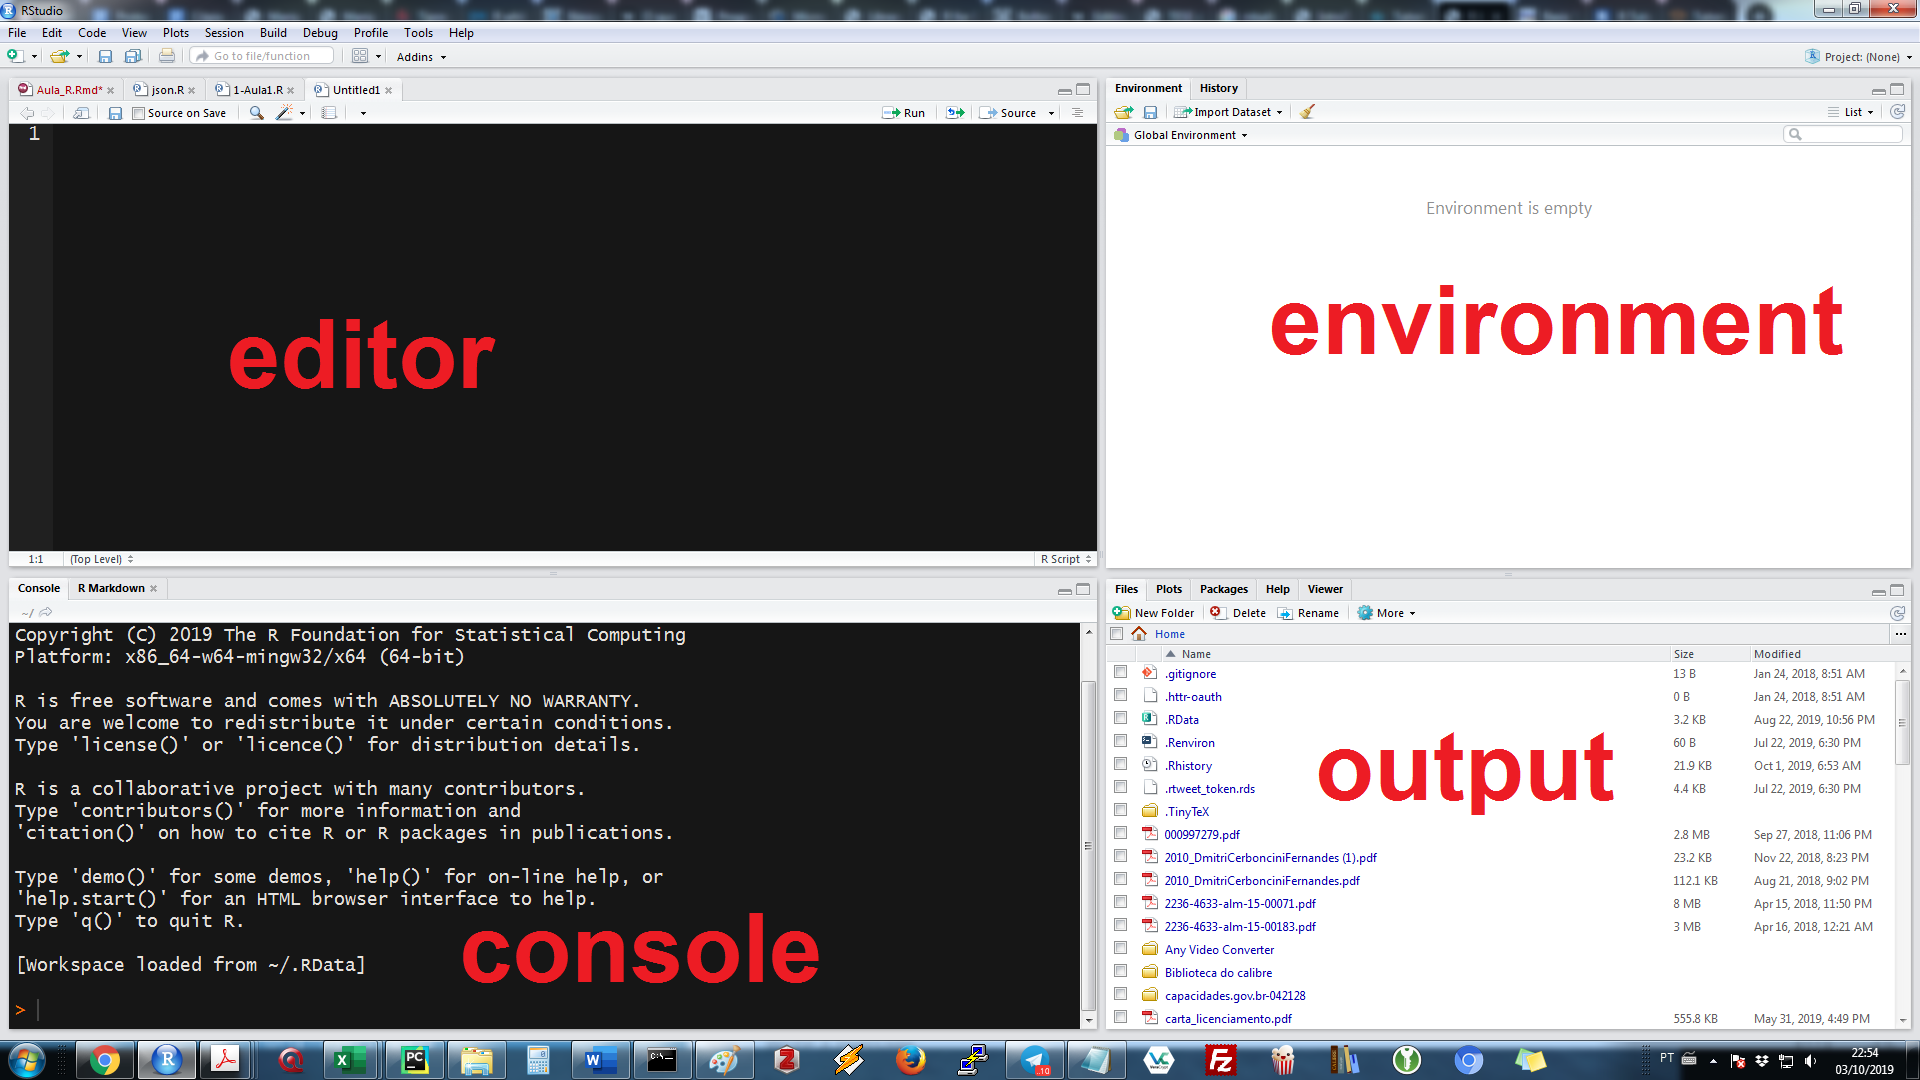 RStudio
File Edit Code View Plots Session Build Debug Profile Tools Help
Go to file/function Addins Project: (None)
Aula_R.Rmd* json.R 1-Aula1.R Untitled1
Source on Save Run Source
1
editor
1:1 (Top Level) R Script
Environment History
Import Dataset List
Global Environment
Environment is empty
environment
Console R Markdown
~/
Copyright (C) 2019 The R Foundation for Statistical Computing
Platform: x86_64-w64-mingw32/x64 (64-bit)
R is free software and comes with ABSOLUTELY NO WARRANTY.
You are welcome to redistribute it under certain conditions.
Type 'license()' or 'licence()' for distribution details.
R is a collaborative project with many contributors.
Type 'contributors()' for more information and
'citation()' on how to cite R or R packages in publications.
Type 'demo()' for some demos, 'help()' for on-line help, or
'help.start()' for an HTML browser interface to help.
Type 'q()' to quit R.
[Workspace loaded from ~/.RData]
>
console
Files Plots Packages Help Viewer
New Folder Delete Rename More
Home
Name Size Modified
.gitignore 13 B Jan 24, 2018, 8:51 AM
.httr-oauth 0 B Jan 24, 2018, 8:51 AM
.RData 3.2 KB Aug 22, 2019, 10:56 PM
.Renviron 60 B Jul 22, 2019, 6:30 PM
.Rhistory 21.9 KB Oct 1, 2019, 6:53 AM
.rtweet_token.rds 4.4 KB Jul 22, 2019, 6:30 PM
.TinyTeX
000997279.pdf 2.8 MB Sep 27, 2018, 11:06 PM
2010_DmitriCerbonciniFernandes (1).pdf 23.2 KB Nov 22, 2018, 8:23 PM
2010_DmitriCerbonciniFernandes.pdf 112.1 KB Aug 21, 2018, 9:02 PM
2236-4633-alm-15-00071.pdf 8 MB Apr 15, 2018, 11:50 PM
2236-4633-alm-15-00183.pdf 3 MB Apr 16, 2018, 12:21 AM
Any Video Converter
Biblioteca do calibre
capacidades.gov.br-042128
carta_licenciamento.pdf 555.8 KB May 31, 2019, 4:49 PM
output
PT 22:54
03/10/2019